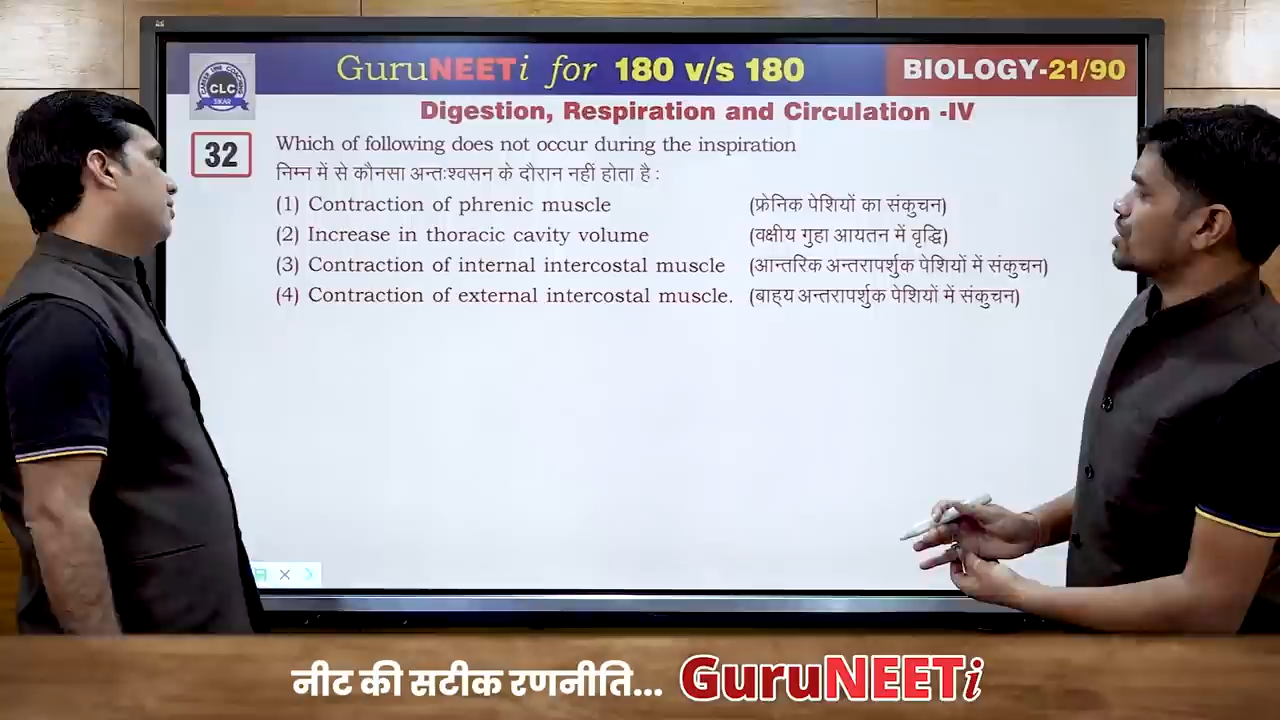 GuruNEETi for 180 v/s 180
BIOLOGY-21/90
CLC
SIKAR
Digestion, Respiration and Circulation -IV
32
Which of following does not occur during the inspiration
निम्न में से कौनसा अन्तःश्वसन के दौरान नहीं होता है :
(1) Contraction of phrenic muscle (फ्रेनिक पेशियों का संकुचन)
(2) Increase in thoracic cavity volume (वक्षीय गुहा आयतन में वृद्धि)
(3) Contraction of internal intercostal muscle (आन्तरिक अन्तरापर्शुक पेशियों में संकुचन)
(4) Contraction of external intercostal muscle. (बाह्य अन्तरापर्शुक पेशियों में संकुचन)
नीट की सटीक रणनीति... GuruNEETi